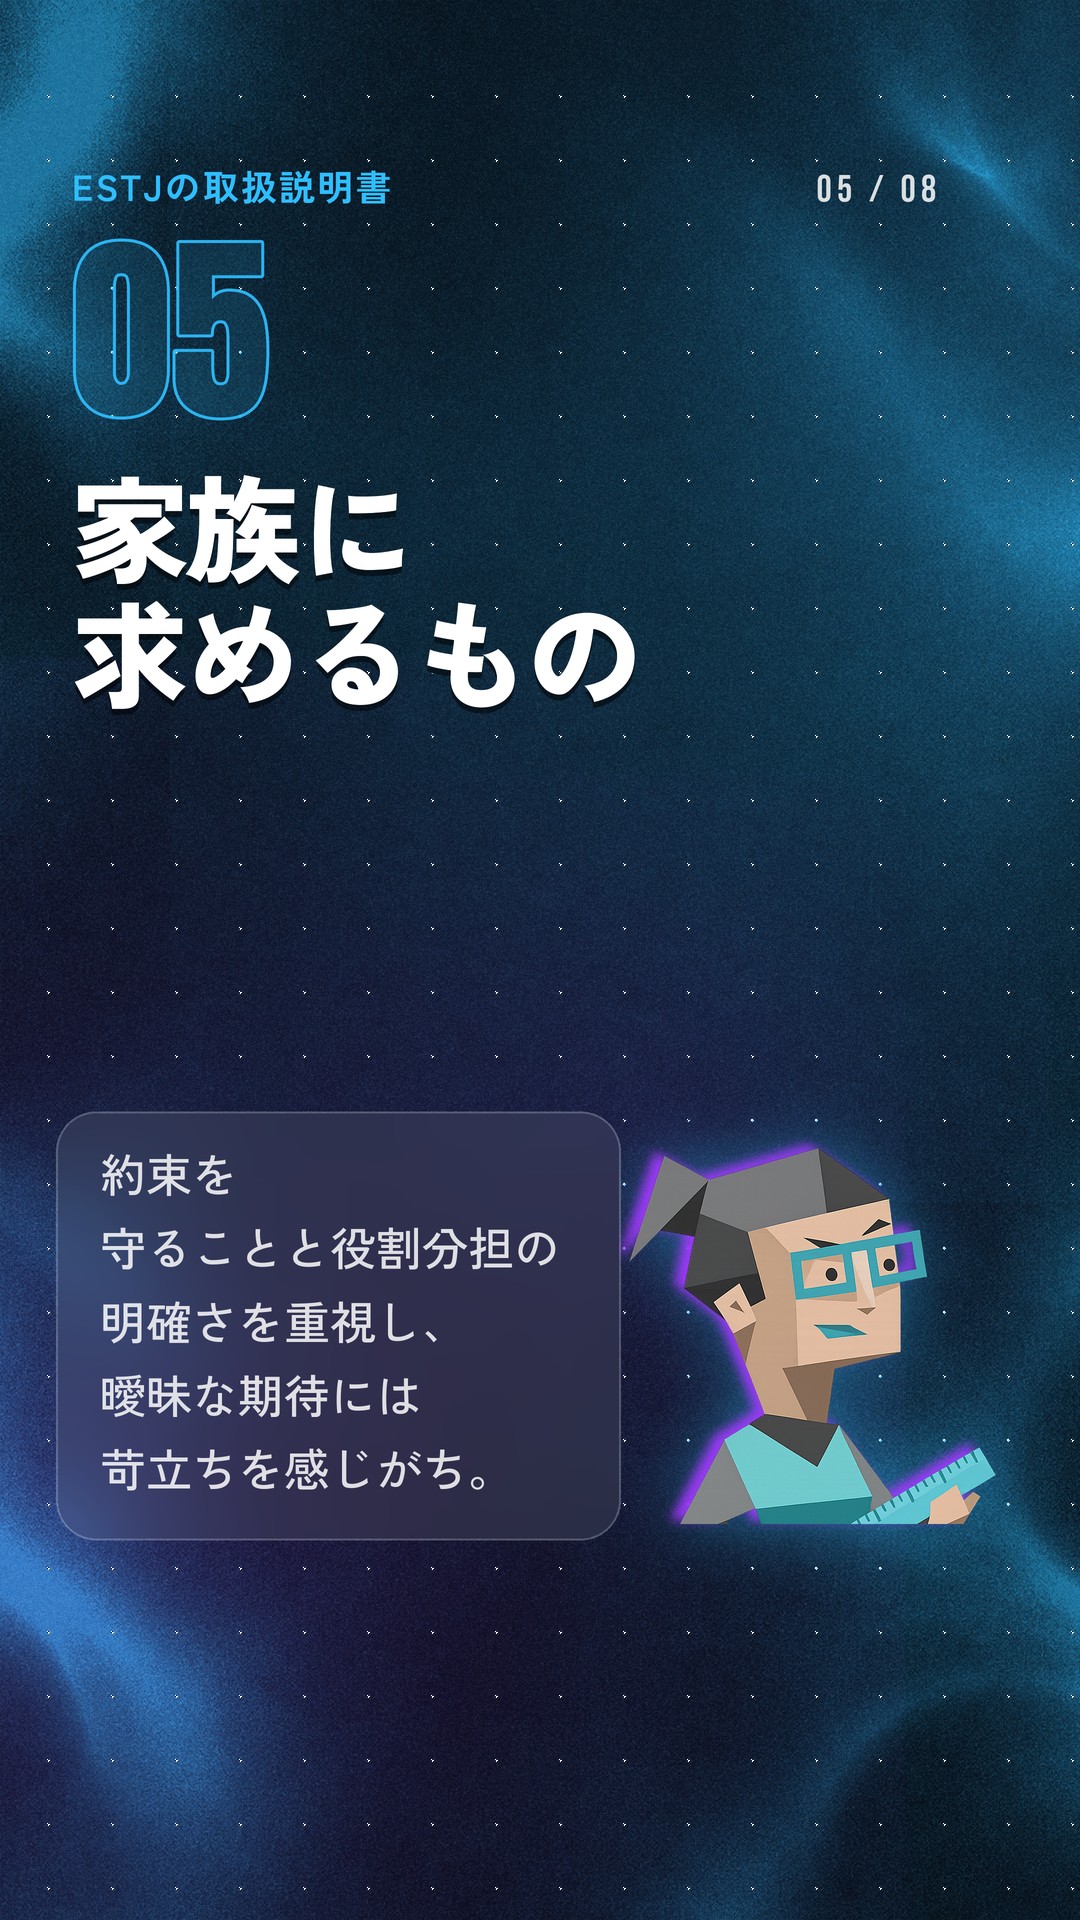 ESTJの取扱説明書
05 / 08
05
家族に
求めるもの
約束を
守ることと役割分担の
明確さを重視し、
曖昧な期待には
苛立ちを感じがち。